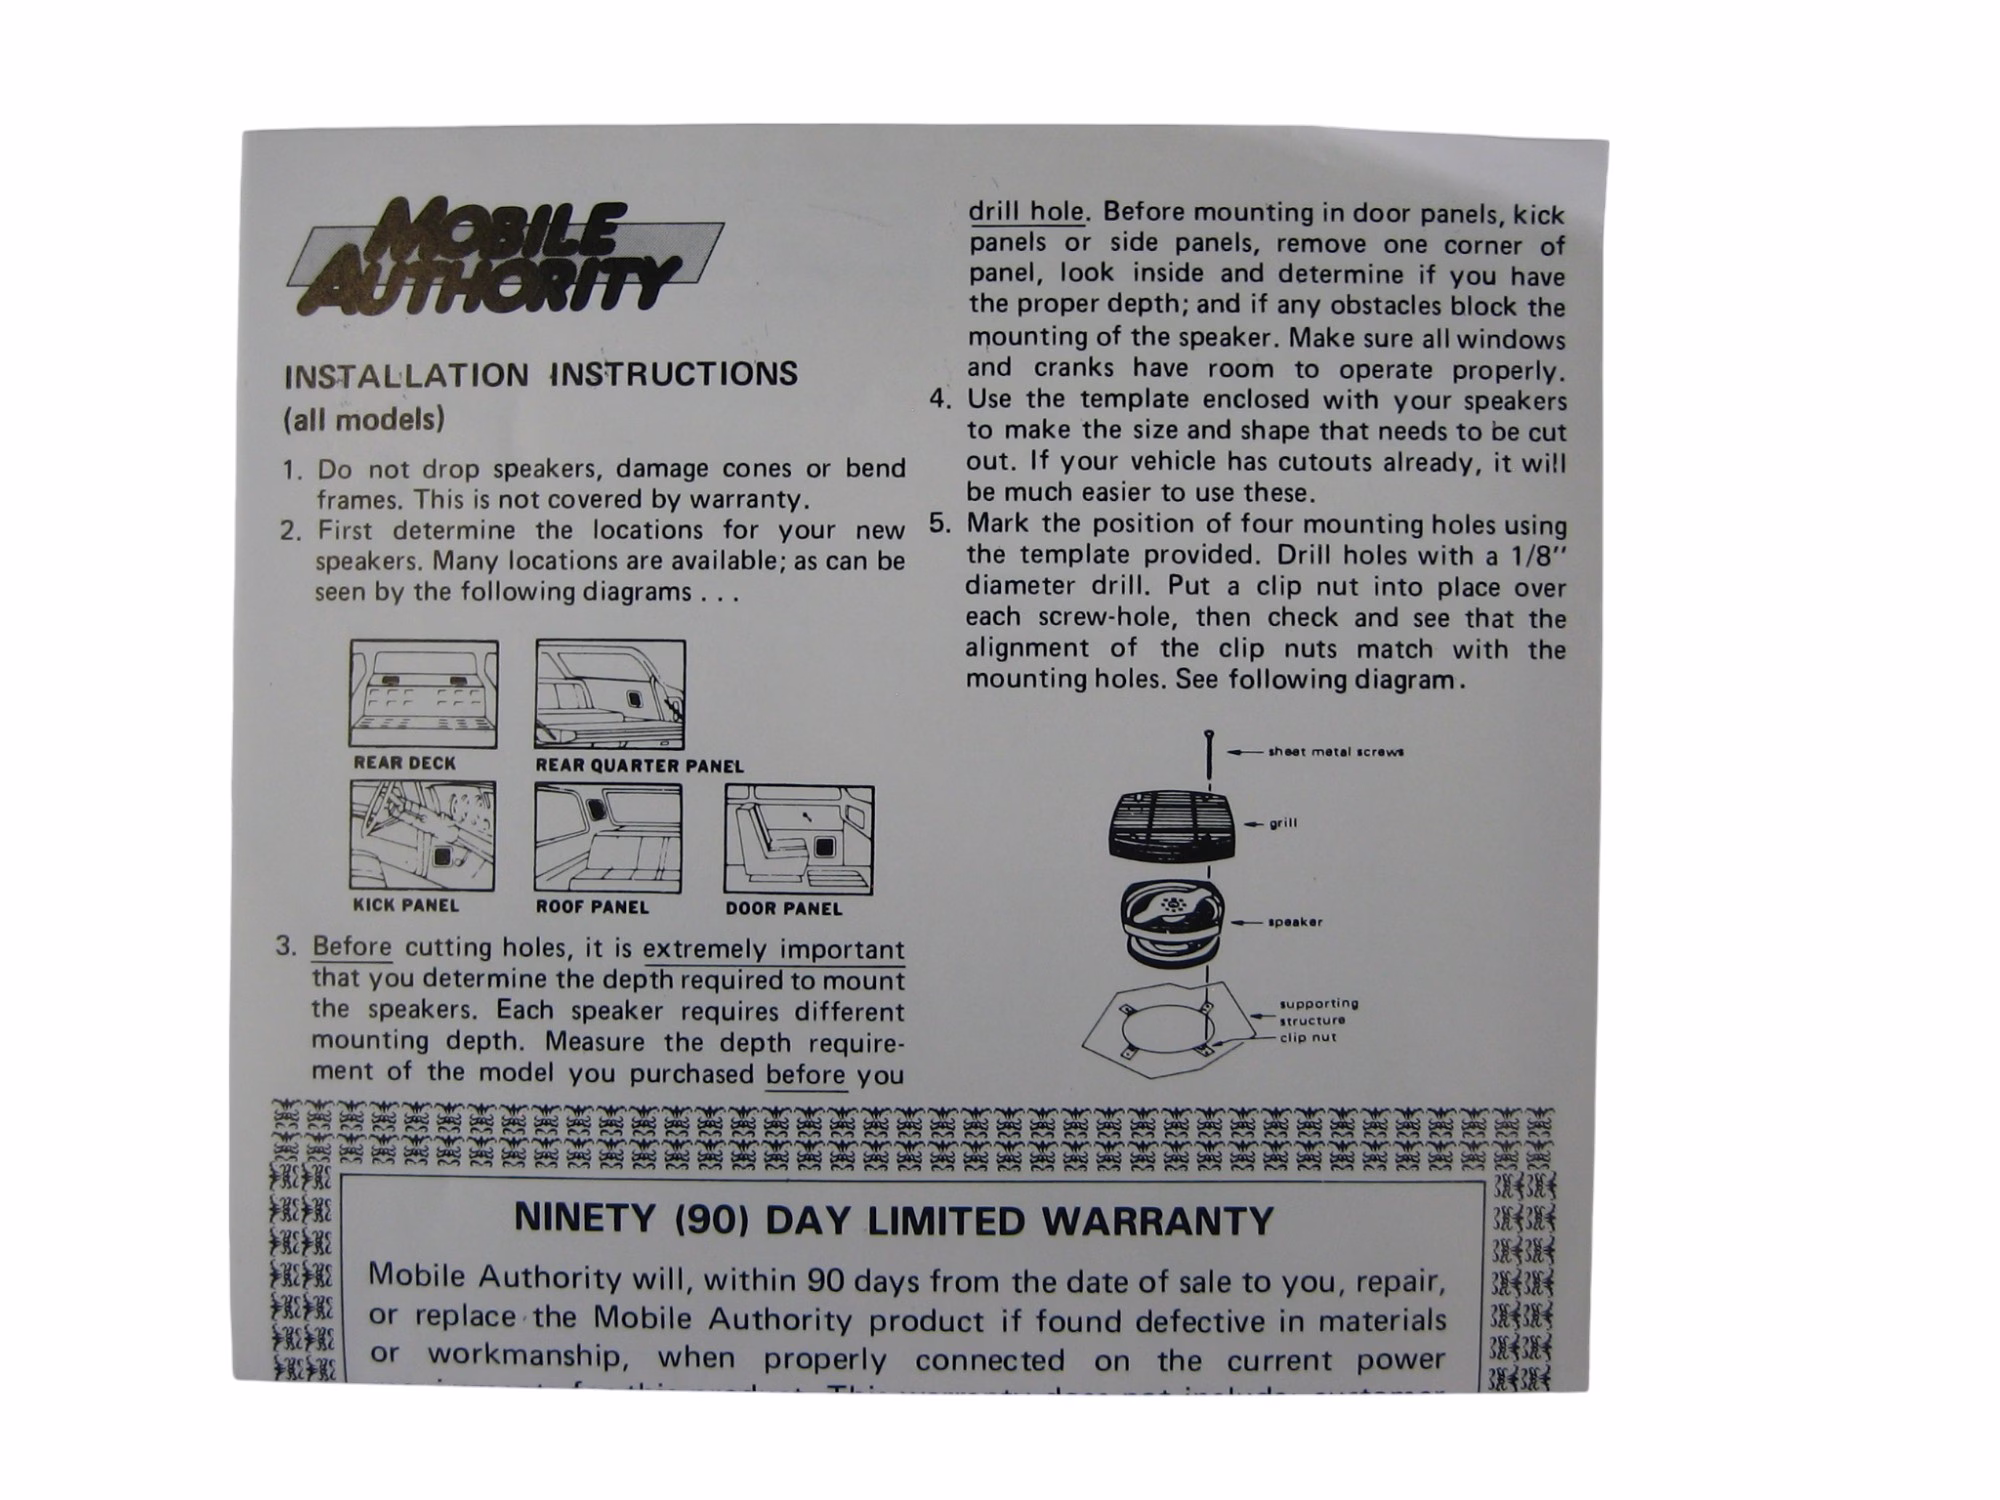 MOBILE
AUTHORITY
INSTALLATION INSTRUCTIONS
(all models)
1. Do not drop speakers, damage cones or bend
frames. This is not covered by warranty.
2. First determine the locations for your new
speakers. Many locations are available; as can be
seen by the following diagrams . . .
REAR DECK
REAR QUARTER PANEL
KICK PANEL
ROOF PANEL
DOOR PANEL
3. Before cutting holes, it is extremely important
that you determine the depth required to mount
the speakers. Each speaker requires different
mounting depth. Measure the depth require-
ment of the model you purchased before you
drill hole. Before mounting in door panels, kick
panels or side panels, remove one corner of
panel, look inside and determine if you have
the proper depth; and if any obstacles block the
mounting of the speaker. Make sure all windows
and cranks have room to operate properly.
4. Use the template enclosed with your speakers
to make the size and shape that needs to be cut
out. If your vehicle has cutouts already, it will
be much easier to use these.
5. Mark the position of four mounting holes using
the template provided. Drill holes with a 1/8"
diameter drill. Put a clip nut into place over
each screw-hole, then check and see that the
alignment of the clip nuts match with the
mounting holes. See following diagram.
sheet metal screws
grill
speaker
supporting
structure
clip nut
NINETY (90) DAY LIMITED WARRANTY
Mobile Authority will, within 90 days from the date of sale to you, repair,
or replace the Mobile Authority product if found defective in materials
or workmanship, when properly connected on the current power